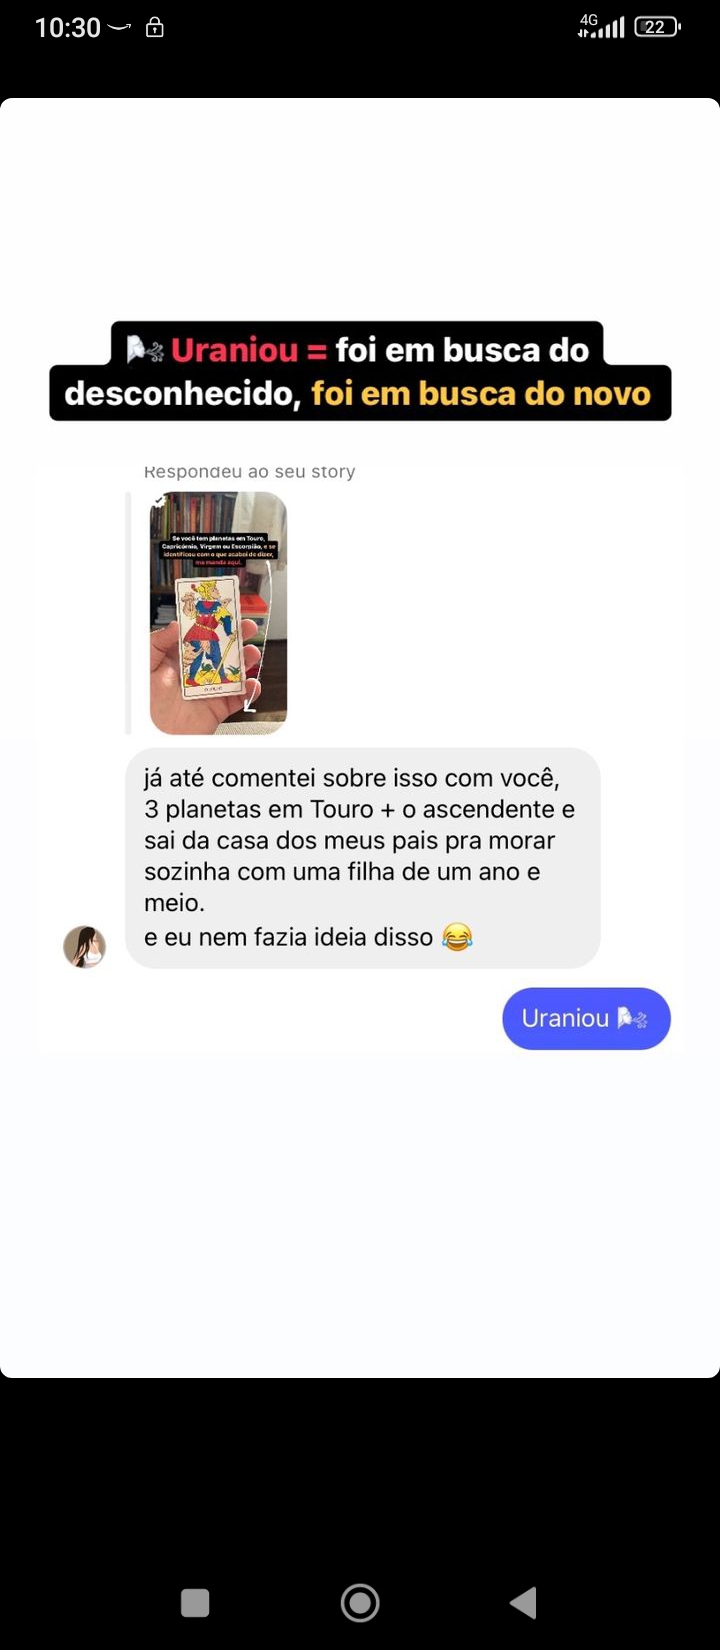 10:30
4G
22
Uraniou = foi em busca do
desconhecido, foi em busca do novo
Respondeu ao seu story
Se você tem planetas em Touro,
Capricórnio, Virgem ou Escorpião, e se
identificou com o que acabei de dizer,
me manda aqui.
já até comentei sobre isso com você,
3 planetas em Touro + o ascendente e
sai da casa dos meus pais pra morar
sozinha com uma filha de um ano e
meio.
e eu nem fazia ideia disso 😂
Uraniou